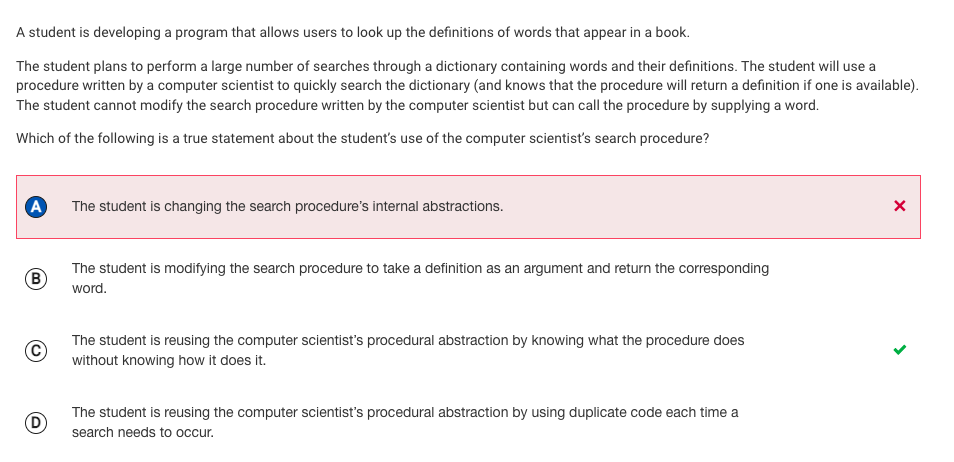 A student is developing a program that allows users to look up the definitions of words that appear in a book.
The student plans to perform a large number of searches through a dictionary containing words and their definitions. The student will use a
procedure written by a computer scientist to quickly search the dictionary (and knows that the procedure will return a definition if one is available).
The student cannot modify the search procedure written by the computer scientist but can call the procedure by supplying a word.
Which of the following is a true statement about the student's use of the computer scientist's search procedure?
A The student is changing the search procedure's internal abstractions.
B The student is modifying the search procedure to take a definition as an argument and return the corresponding
word.
C The student is reusing the computer scientist's procedural abstraction by knowing what the procedure does
without knowing how it does it.
D The student is reusing the computer scientist's procedural abstraction by using duplicate code each time a
search needs to occur.